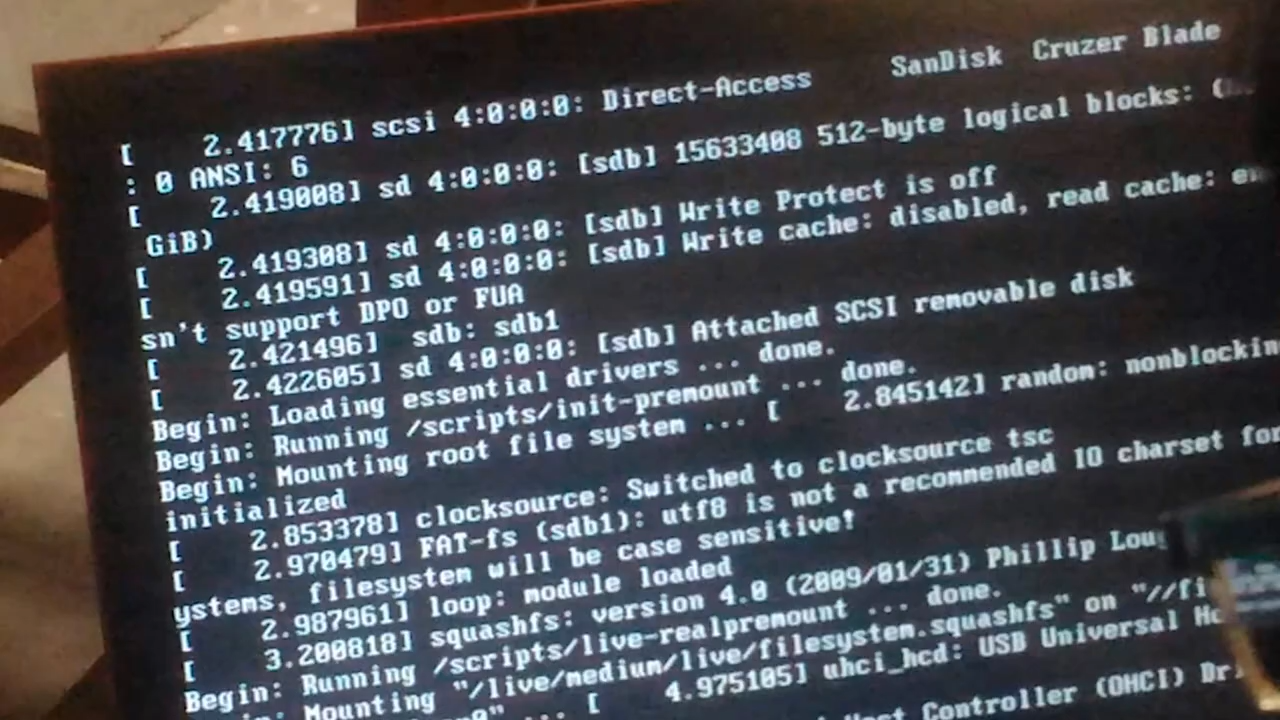 [    2.417776] scsi 4:0:0:0: Direct-Access     SanDisk  Cruzer Blade
: 0 ANSI: 6
[    2.419008] sd 4:0:0:0: [sdb] 15633408 512-byte logical blocks: (
GiB)
[    2.419308] sd 4:0:0:0: [sdb] Write Protect is off
[    2.419591] sd 4:0:0:0: [sdb] Write cache: disabled, read cache: en
sn't support DPO or FUA
[    2.421496]  sdb: sdb1
[    2.422605] sd 4:0:0:0: [sdb] Attached SCSI removable disk
Begin: Loading essential drivers ... done.
Begin: Running /scripts/init-premount ... done.
Begin: Mounting root file system ... [    2.845142] random: nonblockin
initialized
[    2.853378] clocksource: Switched to clocksource tsc
[    2.970479] FAT-fs (sdb1): utf8 is not a recommended IO charset for
ystems, filesystem will be case sensitive!
[    2.987961] loop: module loaded
[    3.200818] squashfs: version 4.0 (2009/01/31) Phillip Lou
Begin: Running /scripts/live-realpremount ... done.
Mounting "/live/medium/live/filesystem.squashfs" on "//fi
... [    4.975105] uhci_hcd: USB Universal Ho
Host Controller (OHCI) Dr